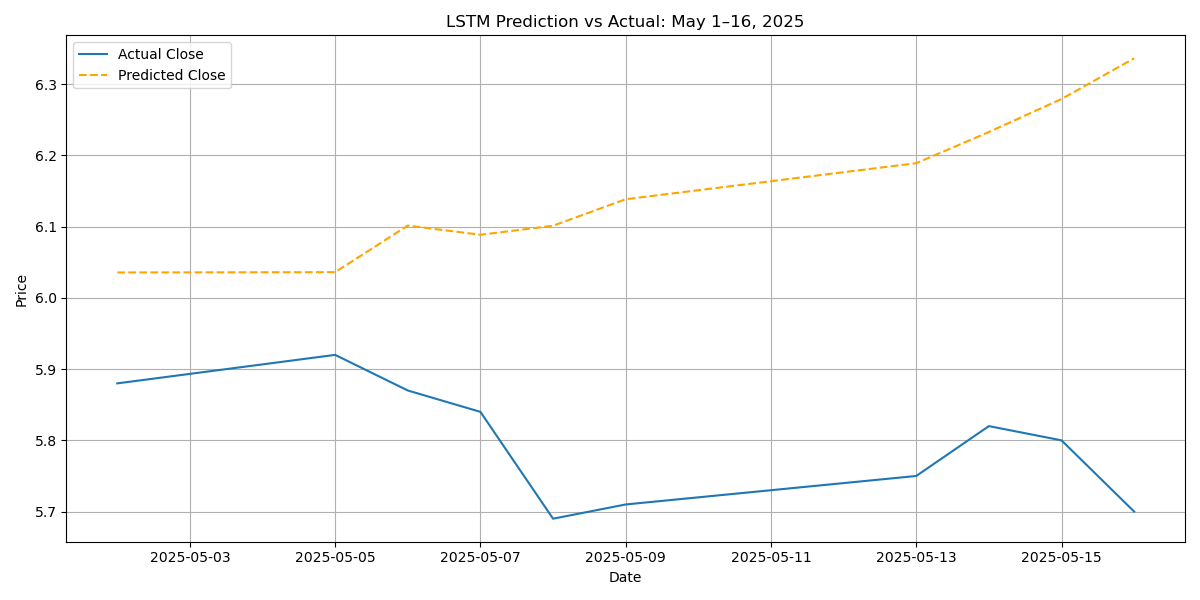 LSTM Prediction vs Actual: May 1–16, 2025
Actual Close
Predicted Close
6.3
6.2
6.1
6.0
5.9
5.8
5.7
Price
2025-05-03
2025-05-05
2025-05-07
2025-05-09
2025-05-11
2025-05-13
2025-05-15
Date